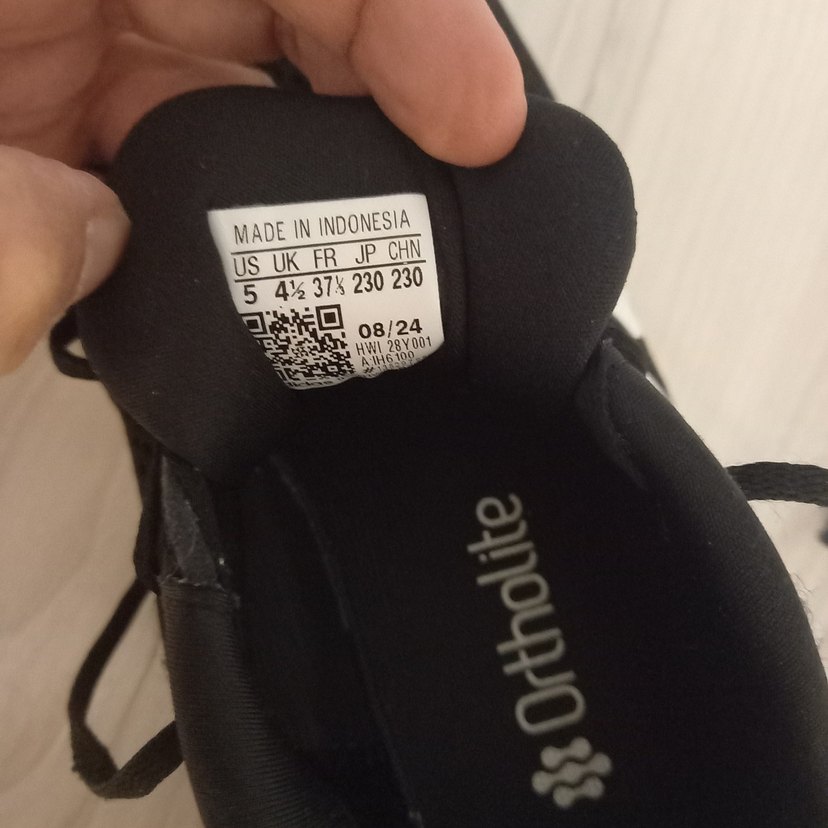 MADE IN INDONESIA
US UK FR JP CHN
5 4½ 37⅓ 230 230
08/24
HWI 28Y001
A:IH6100
Ortholite